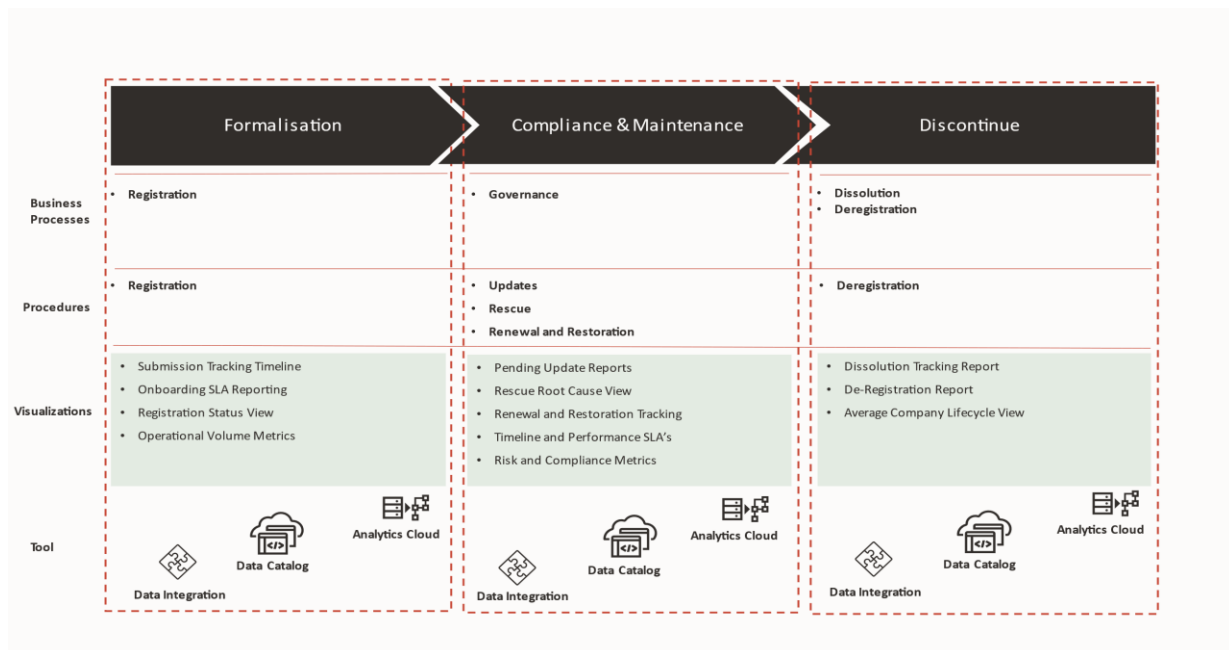 Formalisation
Compliance & Maintenance
Discontinue
Business
Processes
• Registration
• Governance
• Dissolution
• Deregistration
Procedures
• Registration
• Updates
• Rescue
• Renewal and Restoration
• Deregistration
Visualizations
• Submission Tracking Timeline
• Onboarding SLA Reporting
• Registration Status View
• Operational Volume Metrics
• Pending Update Reports
• Rescue Root Cause View
• Renewal and Restoration Tracking
• Timeline and Performance SLA's
• Risk and Compliance Metrics
• Dissolution Tracking Report
• De-Registration Report
• Average Company Lifecycle View
Tool
Data Integration
</> 
Data Catalog
Analytics Cloud
Data Integration
</>
Data Catalog
Analytics Cloud
Data Integration
</>
Data Catalog
Analytics Cloud